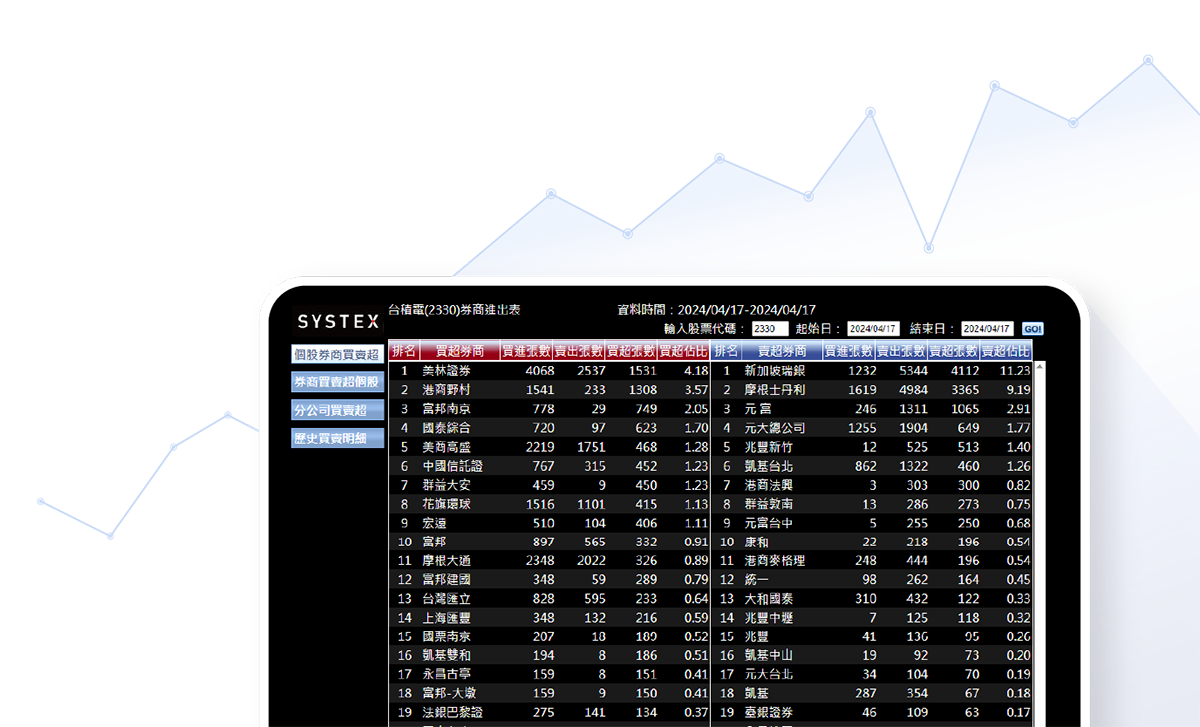 台積電(2330)券商進出表 資料時間：2024/04/17-2024/04/17
SYSTEX
輸入股票代碼： 2330 起始日： 2024/04/17 結束日： 2024/04/17 GO!
個股券商買賣超
券商買賣超個股
分公司買賣超
歷史買賣明細
排名 買超券商 買進張數 賣出張數 買超張數 買超佔比 排名 賣超券商 買進張數 賣出張數 賣超張數 賣超佔比
1 美林證券 4068 2537 1531 4.18 1 新加坡瑞銀 1232 5344 4112 11.23
2 港商野村 1541 233 1308 3.57 2 摩根士丹利 1619 4984 3365 9.19
3 富邦南京 778 29 749 2.05 3 元富 246 1311 1065 2.91
4 國泰綜合 720 97 623 1.70 4 元大總公司 1255 1904 649 1.77
5 美商高盛 2219 1751 468 1.28 5 兆豐新竹 12 525 513 1.40
6 中國信託證 767 315 452 1.23 6 凱基台北 862 1322 460 1.26
7 群益大安 459 9 450 1.23 7 港商法興 3 303 300 0.82
8 花旗環球 1516 1101 415 1.13 8 群益敦南 13 286 273 0.75
9 宏遠 510 104 406 1.11 9 元富台中 5 255 250 0.68
10 富邦 897 565 332 0.91 10 康和 22 218 196 0.54
11 摩根大通 2348 2022 326 0.89 11 港商麥格理 248 444 196 0.54
12 富邦建國 348 59 289 0.79 12 統一 98 262 164 0.45
13 台灣匯立 828 595 233 0.64 13 大和國泰 310 432 122 0.33
14 上海匯豐 348 132 216 0.59 14 兆豐中壢 7 125 118 0.32
15 國票南京 207 18 189 0.52 15 兆豐 41 136 95 0.26
16 凱基雙和 194 8 186 0.51 16 凱基中山 19 92 73 0.20
17 永昌古亭 159 8 151 0.41 17 元大台北 34 104 70 0.19
18 富邦-大墩 159 9 150 0.41 18 凱基 287 354 67 0.18
19 法銀巴黎證 275 141 134 0.37 19 臺銀證券 46 109 63 0.17